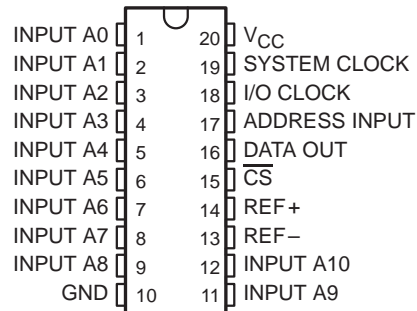 INPUT A0 1 20 VCC
INPUT A1 2 19 SYSTEM CLOCK
INPUT A2 3 18 I/O CLOCK
INPUT A3 4 17 ADDRESS INPUT
INPUT A4 5 16 DATA OUT
INPUT A5 6 15 C̅S̅
INPUT A6 7 14 REF+
INPUT A7 8 13 REF–
INPUT A8 9 12 INPUT A10
GND 10 11 INPUT A9